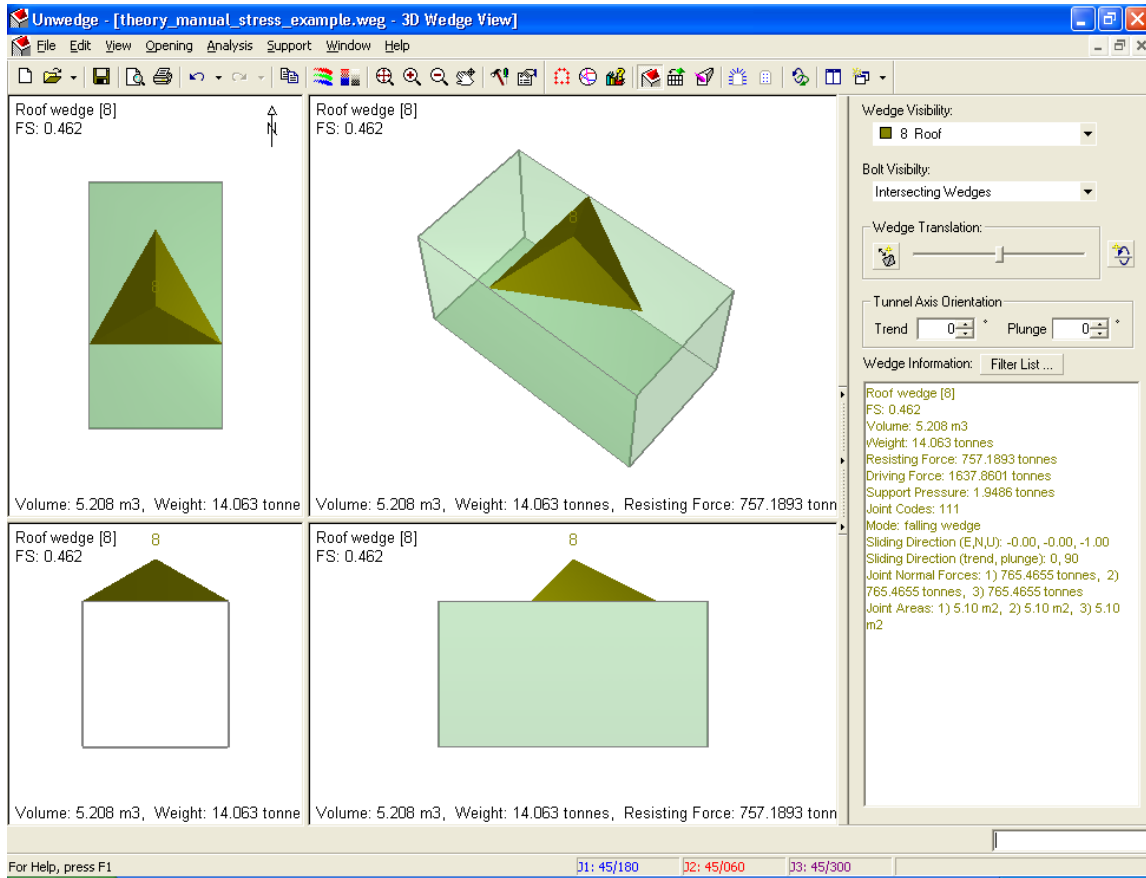 Unwedge - [theory_manual_stress_example.weg - 3D Wedge View]
File Edit View Opening Analysis Support Window Help
Roof wedge [8]
FS: 0.462
N
8
Volume: 5.208 m3, Weight: 14.063 tonne
Roof wedge [8]
FS: 0.462
8
Volume: 5.208 m3, Weight: 14.063 tonnes, Resisting Force: 757.1893 tonn
Roof wedge [8]
FS: 0.462
8
Volume: 5.208 m3, Weight: 14.063 tonne
Roof wedge [8]
FS: 0.462
8
Volume: 5.208 m3, Weight: 14.063 tonnes, Resisting Force: 757.1893 tonn
Wedge Visibility:
8 Roof
Bolt Visibilty:
Intersecting Wedges
Wedge Translation:
Tunnel Axis Orientation
Trend 0 ° Plunge 0 °
Wedge Information: Filter List ...
Roof wedge [8]
FS: 0.462
Volume: 5.208 m3
Weight: 14.063 tonnes
Resisting Force: 757.1893 tonnes
Driving Force: 1637.8601 tonnes
Support Pressure: 1.9486 tonnes
Joint Codes: 111
Mode: falling wedge
Sliding Direction (E,N,U): -0.00, -0.00, -1.00
Sliding Direction (trend, plunge): 0, 90
Joint Normal Forces: 1) 765.4655 tonnes, 2)
765.4655 tonnes, 3) 765.4655 tonnes
Joint Areas: 1) 5.10 m2, 2) 5.10 m2, 3) 5.10
m2
For Help, press F1
J1: 45/180
J2: 45/060
J3: 45/300